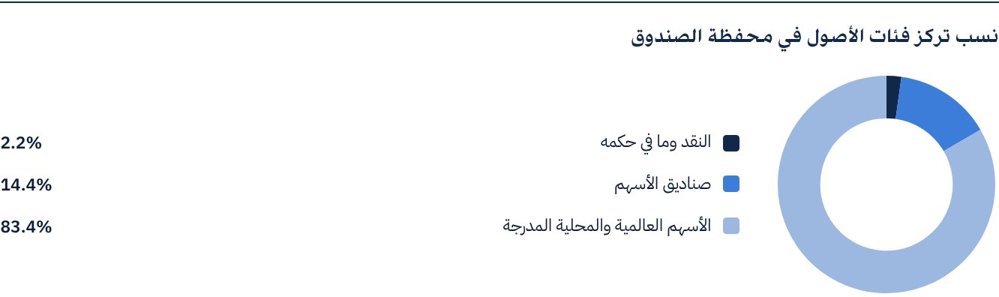 نسب تركز فئات الأصول في محفظة الصندوق
النقد وما في حكمه 2.2%
صناديق الأسهم 14.4%
الأسهم العالمية والمحلية المدرجة 83.4%